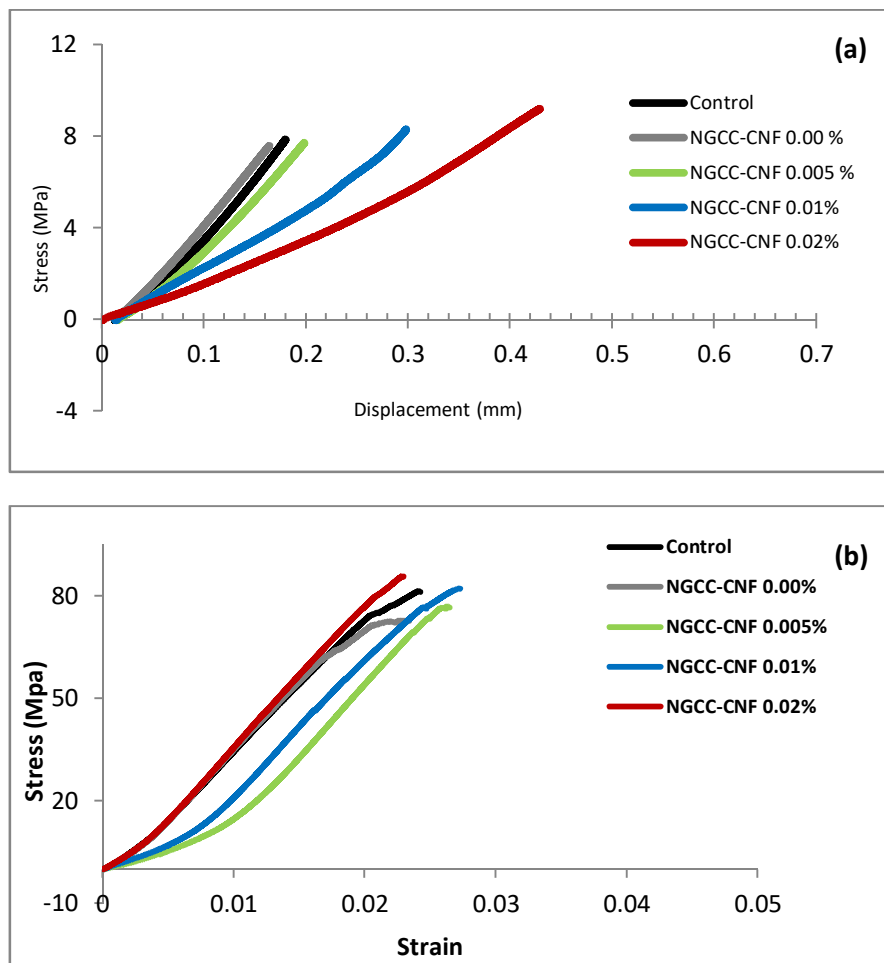 (a)
12
8
4
0
-4
Stress (MPa)
0 0.1 0.2 0.3 0.4 0.5 0.6 0.7
Displacement (mm)
Control
NGCC-CNF 0.00 %
NGCC-CNF 0.005 %
NGCC-CNF 0.01%
NGCC-CNF 0.02%
(b)
80
50
20
-10
Stress (Mpa)
0 0.01 0.02 0.03 0.04 0.05
Strain
Control
NGCC-CNF 0.00%
NGCC-CNF 0.005%
NGCC-CNF 0.01%
NGCC-CNF 0.02%